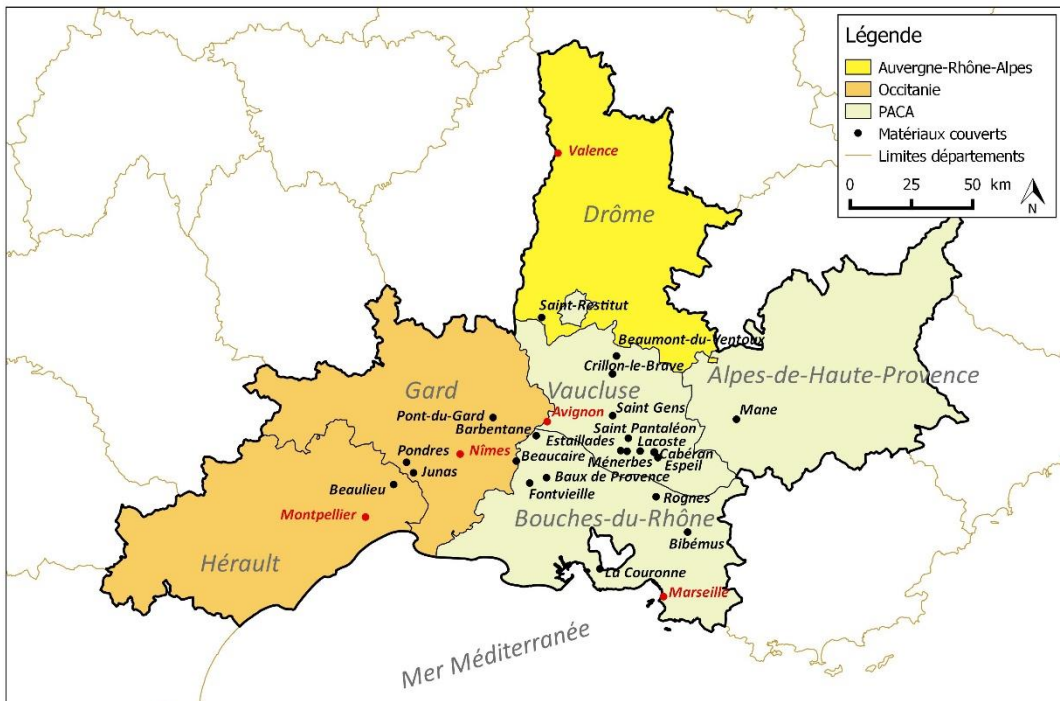 Légende
Auvergne-Rhône-Alpes
Occitanie
PACA
Matériaux couverts
Limites départements
0 25 50 km
N
Valence
Drôme
Saint-Restitut
Beaumont-du-Ventoux
Crillon-le-Brave
Alpes-de-Haute-Provence
Gard
Vaucluse
Pont-du-Gard
Avignon
Saint Gens
Mane
Barbentane
Saint Pantaléon
Estaillades
Lacoste
Pondres
Nîmes
Beaucaire
Ménerbes
Cabéran
Espeil
Junas
Baux de Provence
Beaulieu
Fontvieille
Rognes
Montpellier
Bouches-du-Rhône
Bibémus
Hérault
La Couronne
Marseille
Mer Méditerranée